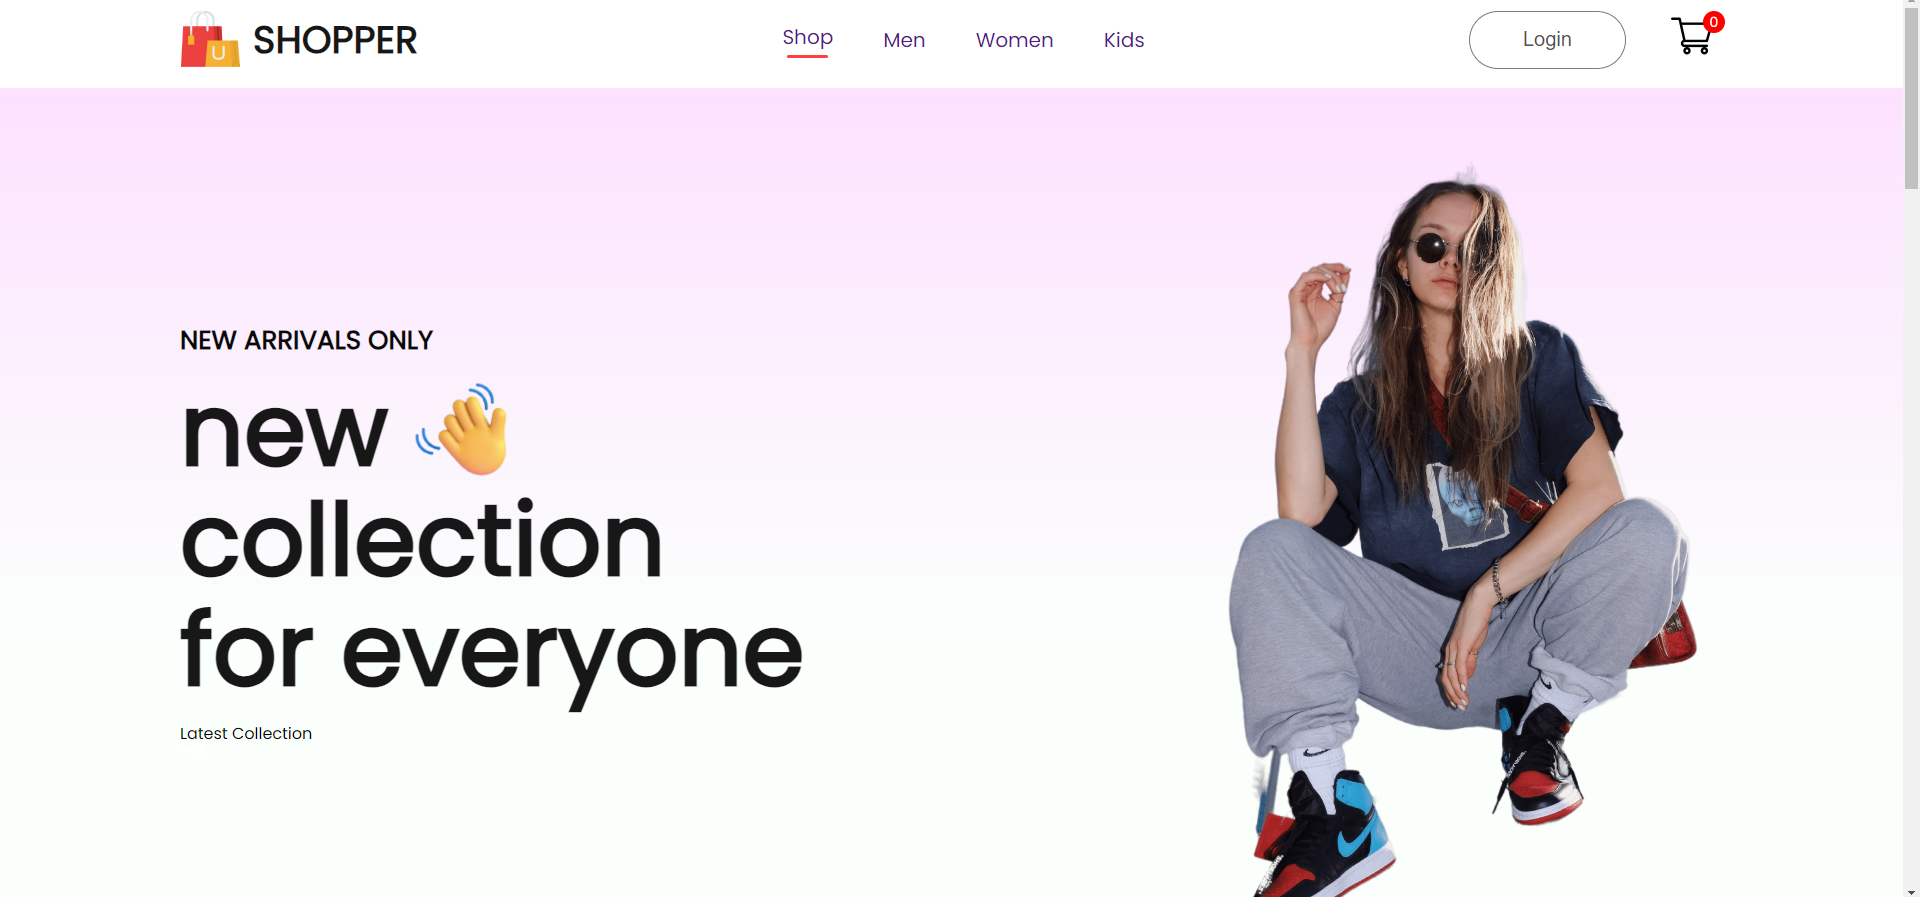 SHOPPER
Shop
Men
Women
Kids
Login
0
U
NEW ARRIVALS ONLY
new
collection
for everyone
Latest Collection